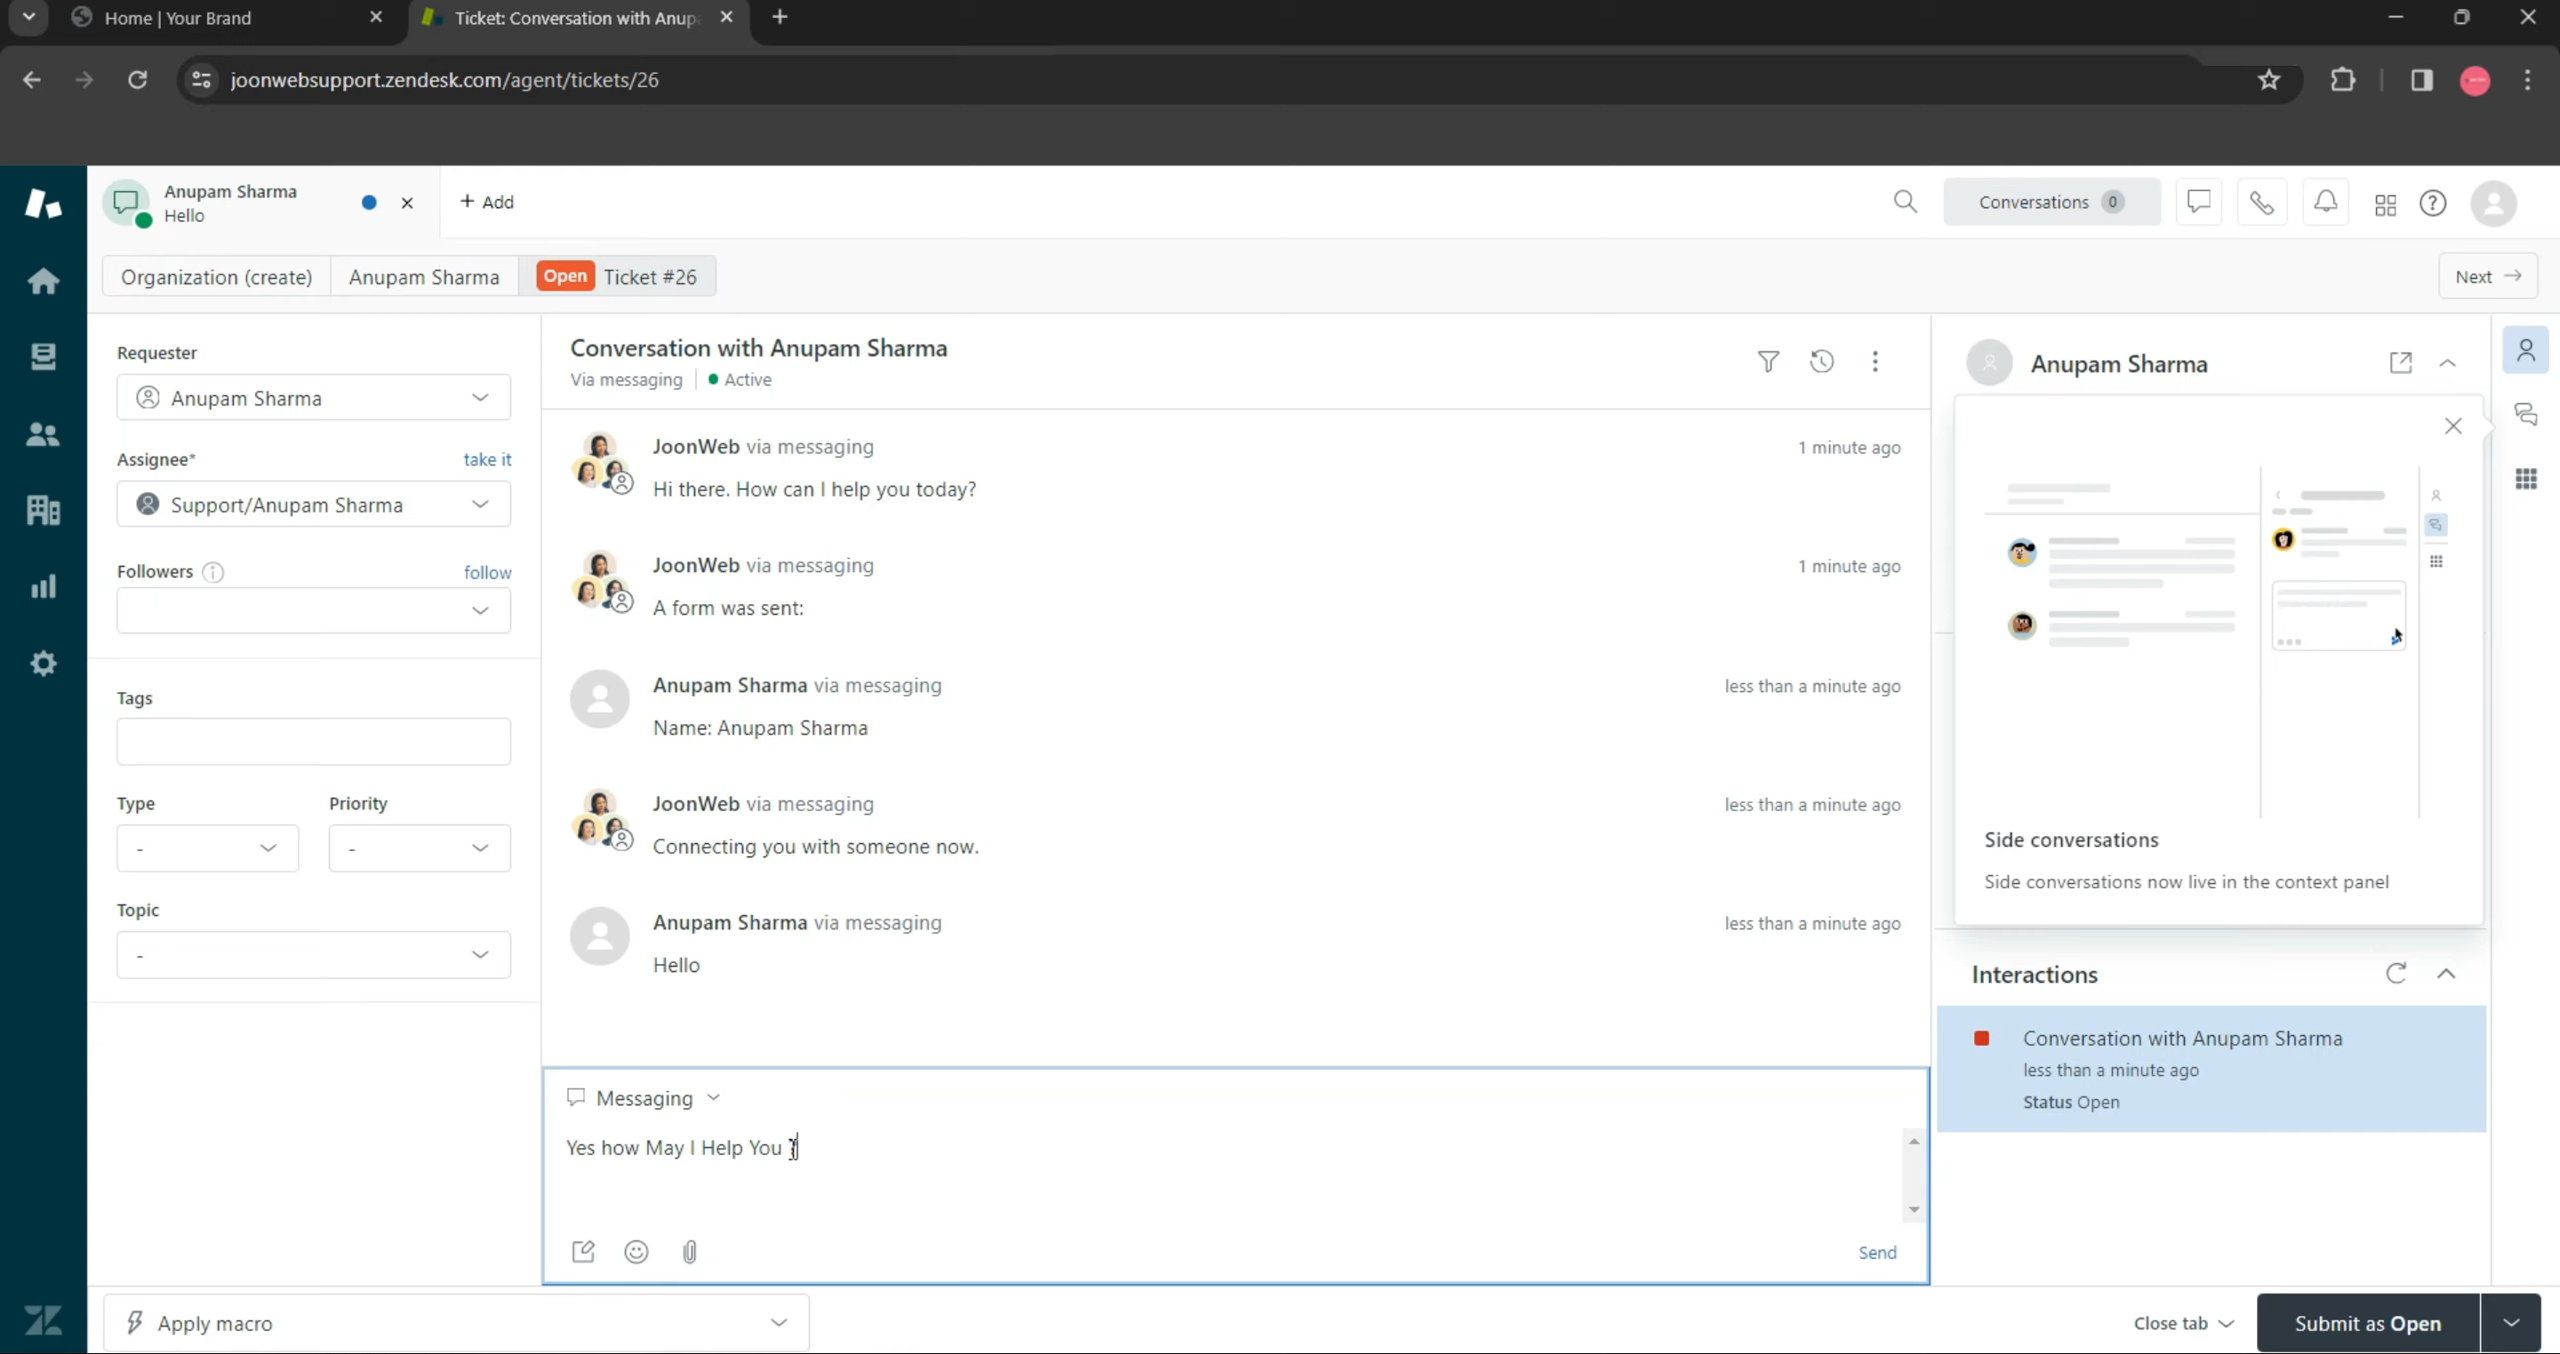 Home | Your Brand
Ticket: Conversation with Anup
joonwebsupport.zendesk.com/agent/tickets/26
Anupam Sharma
Hello
+ Add
Conversations 0
Organization (create)
Anupam Sharma
Open Ticket #26
Next
Requester
Anupam Sharma
Assignee*
take it
Support/Anupam Sharma
Followers
follow
Tags
Type
Priority
-
-
Topic
-
Conversation with Anupam Sharma
Via messaging
Active
JoonWeb via messaging
1 minute ago
Hi there. How can I help you today?
JoonWeb via messaging
1 minute ago
A form was sent:
Anupam Sharma via messaging
less than a minute ago
Name: Anupam Sharma
JoonWeb via messaging
less than a minute ago
Connecting you with someone now.
Anupam Sharma via messaging
less than a minute ago
Hello
Messaging
Yes how May I Help You
Send
Anupam Sharma
Side conversations
Side conversations now live in the context panel
Interactions
Conversation with Anupam Sharma
less than a minute ago
Status Open
Apply macro
Close tab
Submit as Open